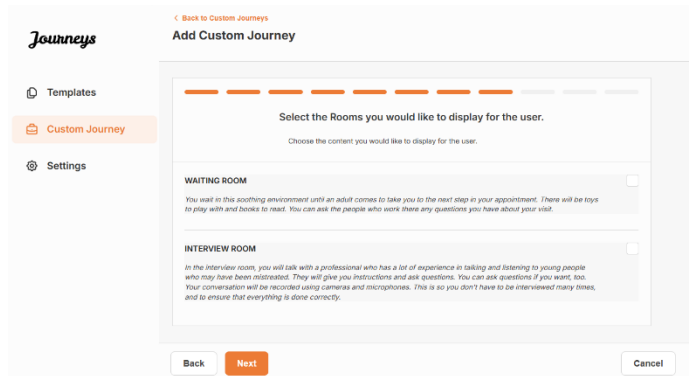 < Back to Custom Journeys
Journeys
Add Custom Journey
Templates
Custom Journey
Settings
Select the Rooms you would like to display for the user.
Choose the content you would like to display for the user.
WAITING ROOM
You wait in this soothing environment until an adult comes to take you to the next step in your appointment. There will be toys
to play with and books to read. You can ask the people who work there any questions you have about your visit.
INTERVIEW ROOM
In the interview room, you will talk with a professional who has a lot of experience in talking and listening to young people
who may have been mistreated. They will give you instructions and ask questions. You can ask questions if you want, too.
Your conversation will be recorded using cameras and microphones. This is so you don't have to be interviewed many times,
and to ensure that everything is done correctly.
Back
Next
Cancel